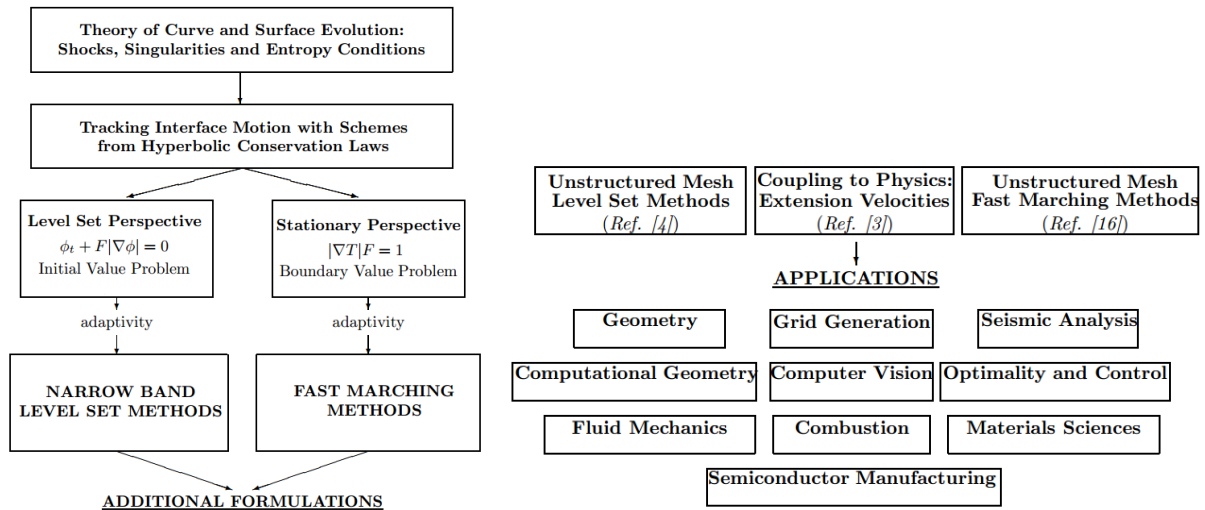 Theory of Curve and Surface Evolution:
Shocks, Singularities and Entropy Conditions
Tracking Interface Motion with Schemes
from Hyperbolic Conservation Laws
Level Set Perspective
ϕₜ + F|∇ϕ| = 0
Initial Value Problem
Stationary Perspective
|∇T|F = 1
Boundary Value Problem
adaptivity
adaptivity
NARROW BAND
LEVEL SET METHODS
FAST MARCHING
METHODS
ADDITIONAL FORMULATIONS
Unstructured Mesh
Level Set Methods
(Ref. [4])
Coupling to Physics:
Extension Velocities
(Ref. [3])
Unstructured Mesh
Fast Marching Methods
(Ref. [16])
APPLICATIONS
Geometry
Grid Generation
Seismic Analysis
Computational Geometry
Computer Vision
Optimality and Control
Fluid Mechanics
Combustion
Materials Sciences
Semiconductor Manufacturing